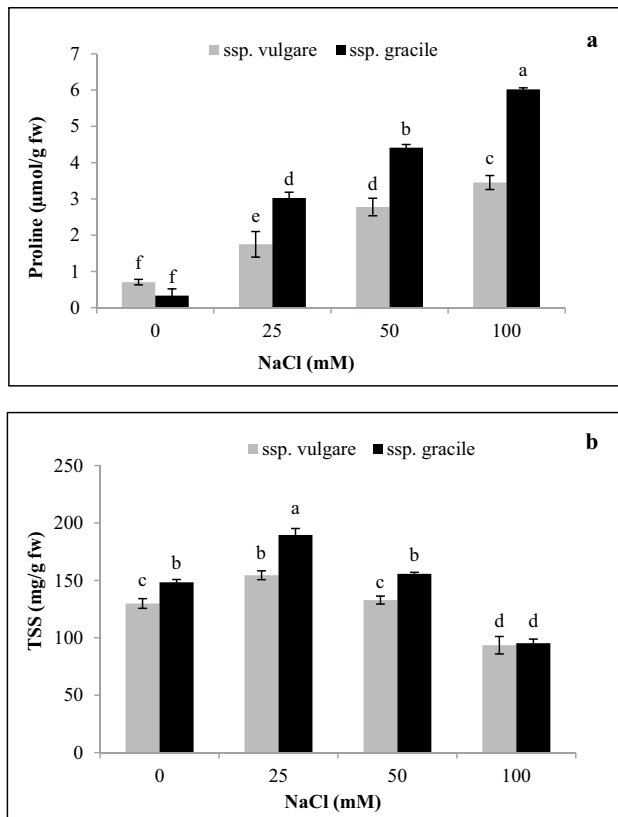 ssp. vulgare ssp. gracile
a
7
6
5
4
3
2
1
0
Proline (µmol/g fw)
f f
e d
d b
c a
0 25 50 100
NaCl (mM)
ssp. vulgare ssp. gracile
b
250
200
150
100
50
0
TSS (mg/g fw)
c b
b a
c b
d d
0 25 50 100
NaCl (mM)